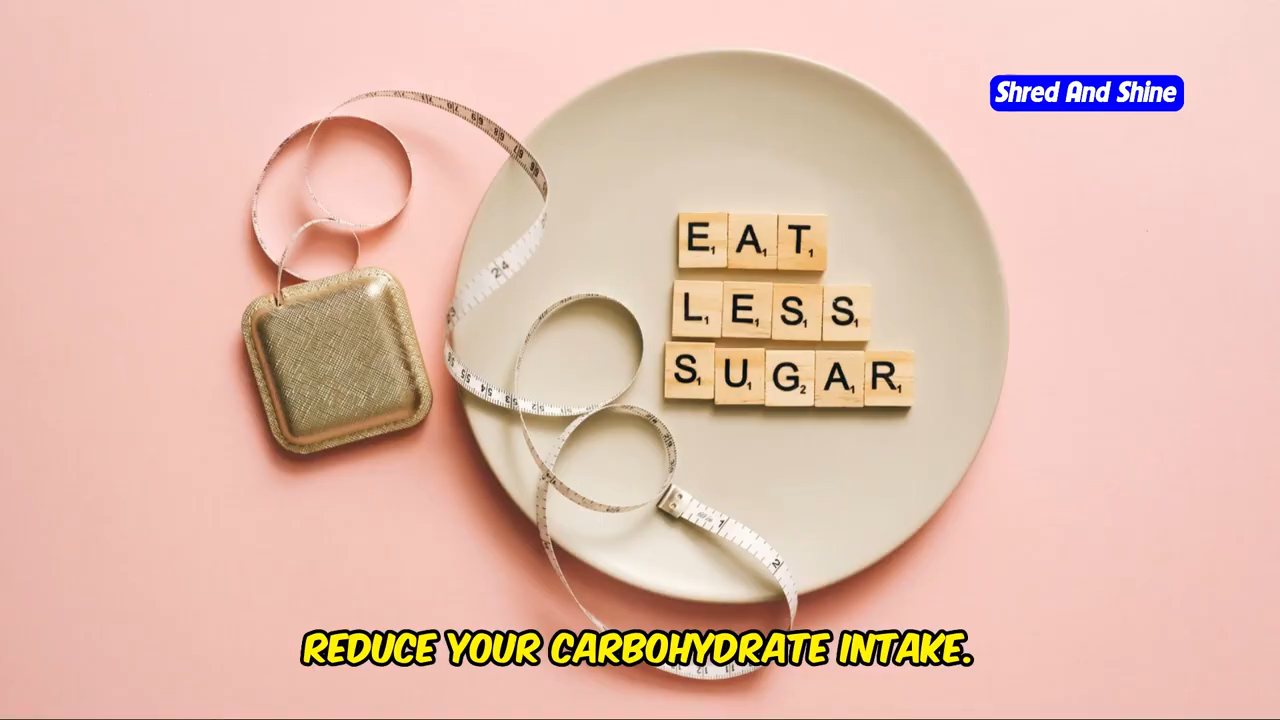 Shred And Shine
EAT
LESS
SUGAR
REDUCE YOUR CARBOHYDRATE INTAKE.